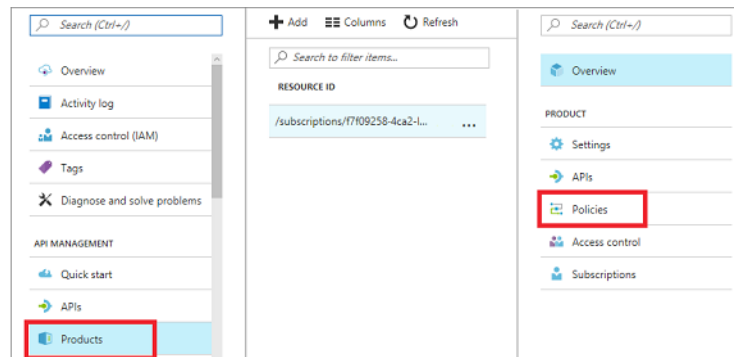 Search (Ctrl+/)
Overview
Activity log
Access control (IAM)
Tags
Diagnose and solve problems
API MANAGEMENT
Quick start
APIs
Products
Add Columns Refresh
Search to filter items...
RESOURCE ID
/subscriptions/f7f09258-4ca2-l... ...
Search (Ctrl+/)
Overview
PRODUCT
Settings
APIs
Policies
Access control
Subscriptions